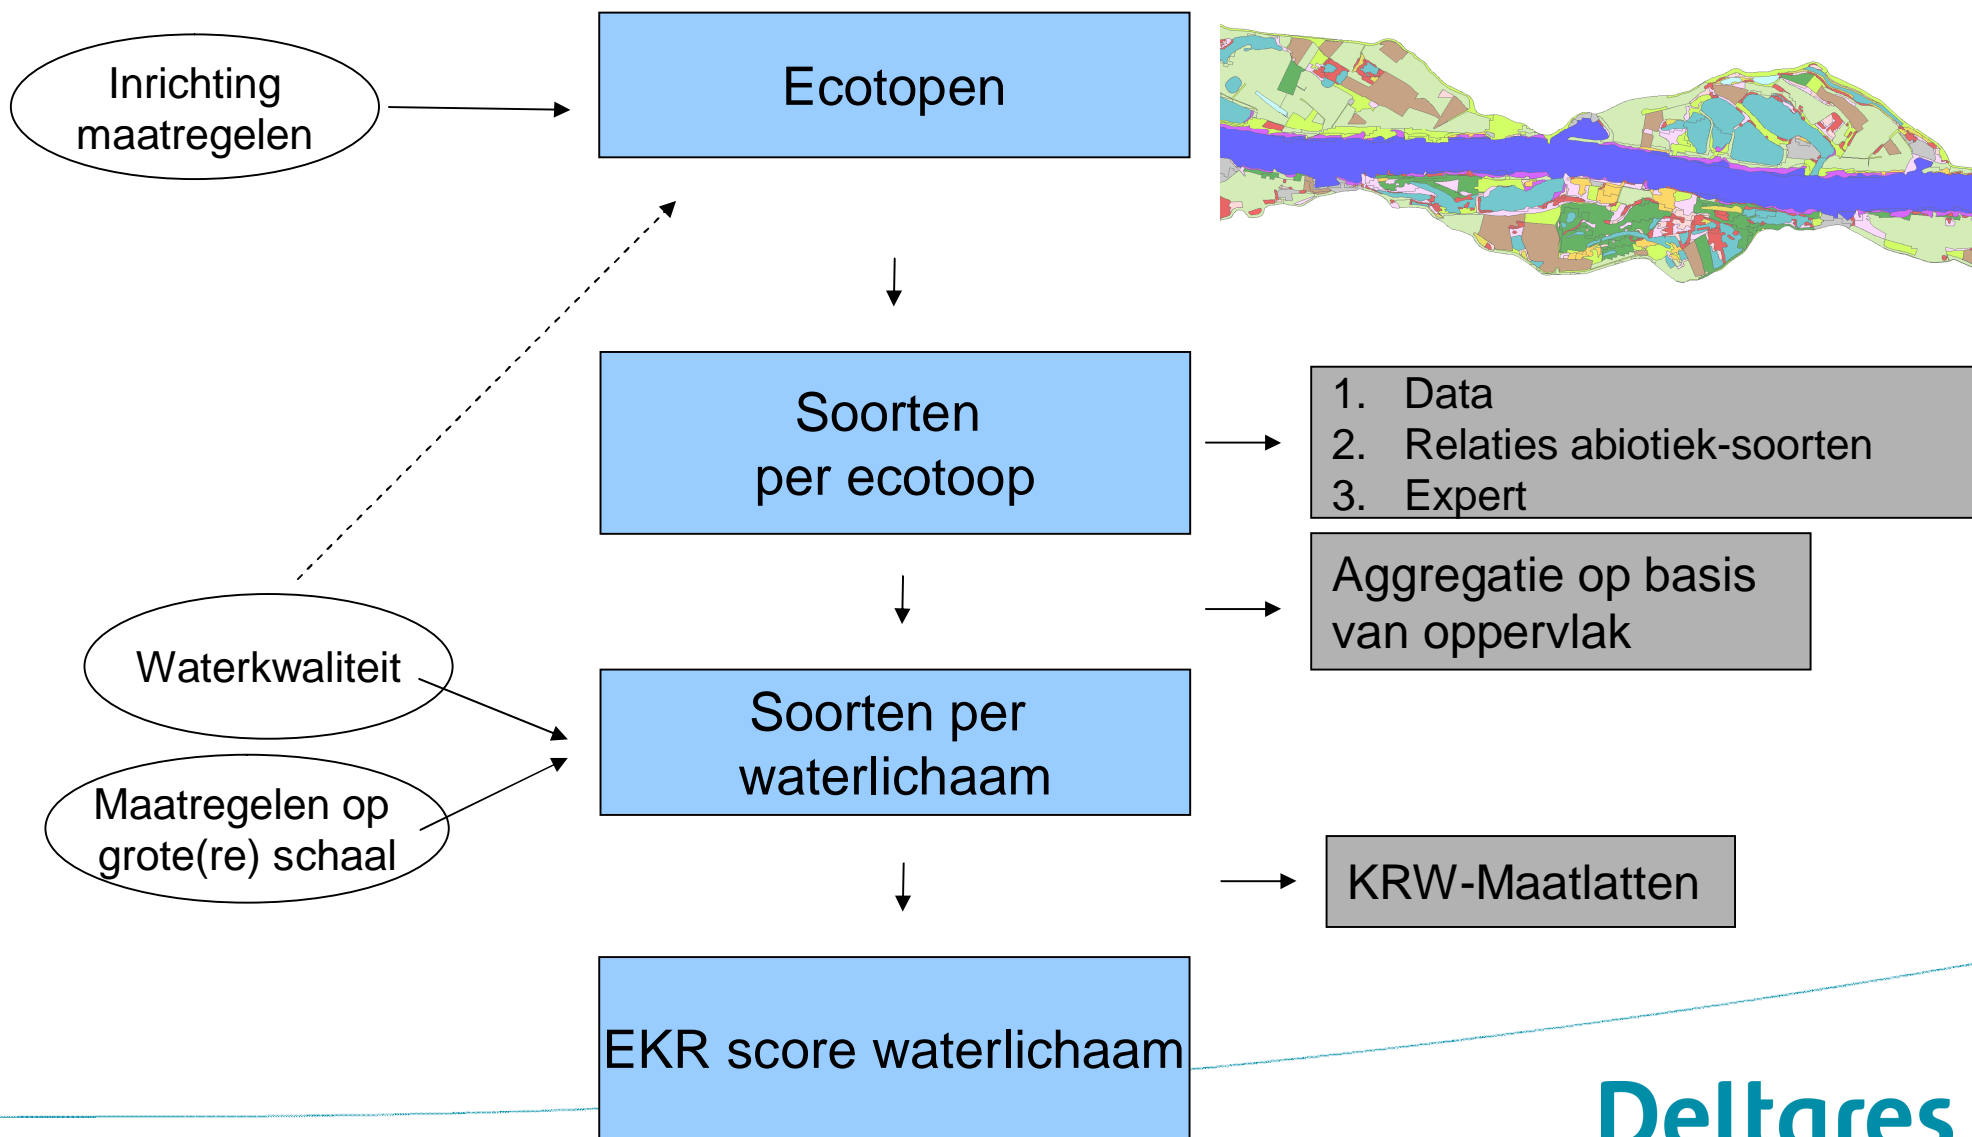 Inrichting
maatregelen
Ecotopen
Soorten
per ecotoop
1. Data
2. Relaties abiotiek-soorten
3. Expert
Aggregatie op basis
van oppervlak
Waterkwaliteit
Soorten per
waterlichaam
Maatregelen op
grote(re) schaal
KRW-Maatlatten
EKR score waterlichaam
Deltares